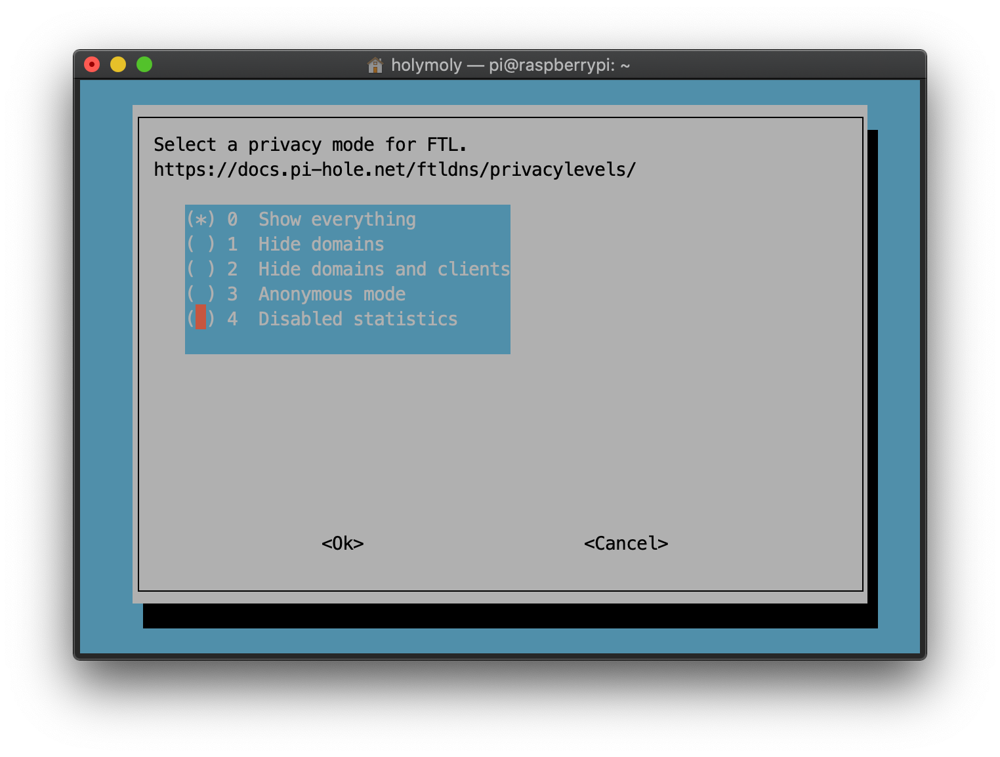 holymoly — pi@raspberrypi: ~
Select a privacy mode for FTL.
https://docs.pi-hole.net/ftldns/privacylevels/
(*) 0  Show everything
( ) 1  Hide domains
( ) 2  Hide domains and clients
( ) 3  Anonymous mode
( ) 4  Disabled statistics
<Ok> <Cancel>